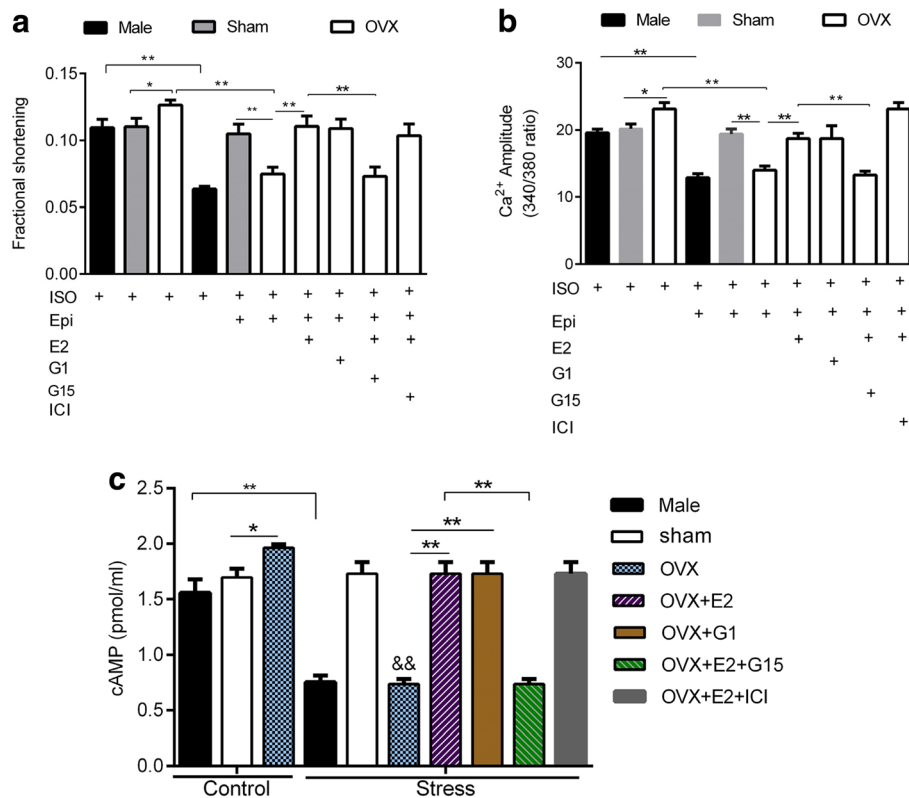 a
Male Sham OVX
Fractional shortening
0.15
0.10
0.05
0.00
** * ** ** ** **
ISO + + + + + + + + + +
Epi + + + + + +
E2 + + +
G1 +
G15 +
ICI +
b
Male Sham OVX
Ca2+ Amplitude
(340/380 ratio)
30
20
10
0
** * ** ** ** **
ISO + + + + + + + + + +
Epi + + + + + + +
E2 + + +
G1 +
G15 +
ICI +
c
cAMP (pmol/ml)
2.5
2.0
1.5
1.0
0.5
0.0
** * && ** ** **
Control Stress
Male
sham
OVX
OVX+E2
OVX+G1
OVX+E2+G15
OVX+E2+ICI